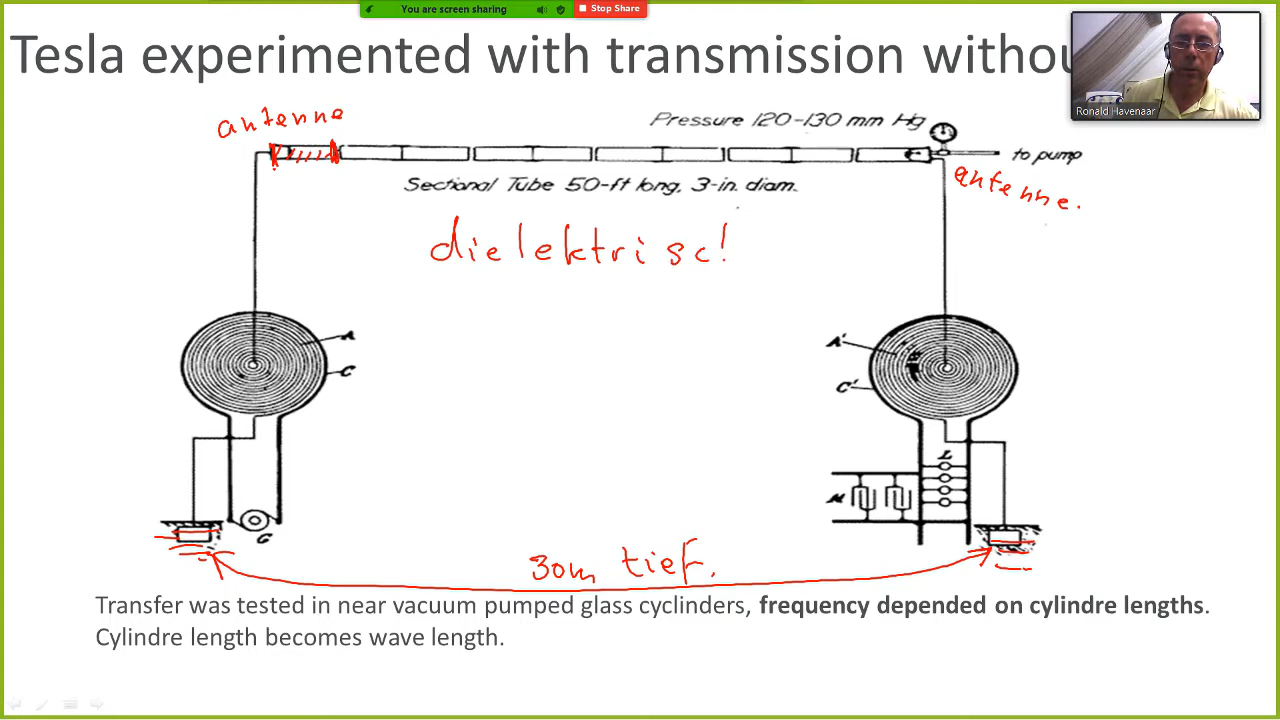 You are screen sharing
Stop Share
Tesla experimented with transmission withou
Ronald Havenaar
antenne
Pressure 120-130 mm Hg
to pump
antenne.
Sectional Tube 50-ft long, 3-in. diam.
dielektrisc!
A
C
A'
C'
L
M
G
30m tief.
Transfer was tested in near vacuum pumped glass cyclinders, frequency depended on cylindre lengths.
Cylindre length becomes wave length.